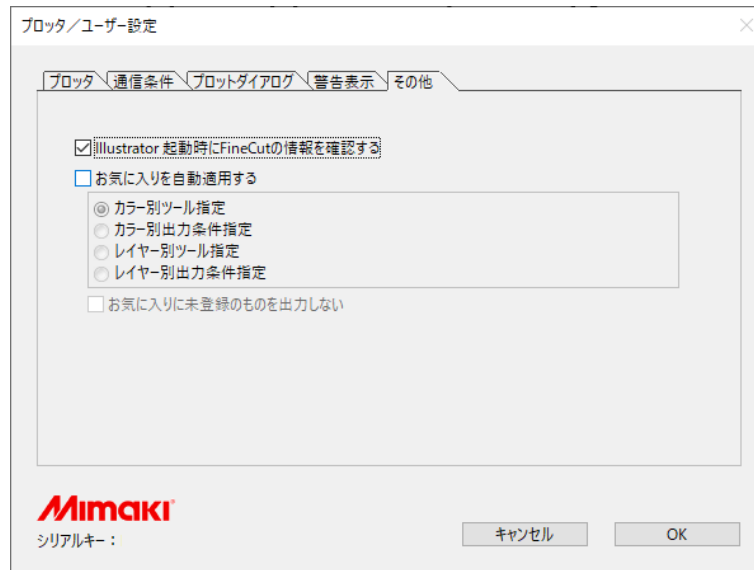 プロッタ／ユーザー設定
プロッタ 通信条件 プロットダイアログ 警告表示 その他
Illustrator 起動時にFineCutの情報を確認する
お気に入りを自動適用する
カラー別ツール指定
カラー別出力条件指定
レイヤー別ツール指定
レイヤー別出力条件指定
お気に入りに未登録のものを出力しない
Mimaki
シリアルキー：
キャンセル OK